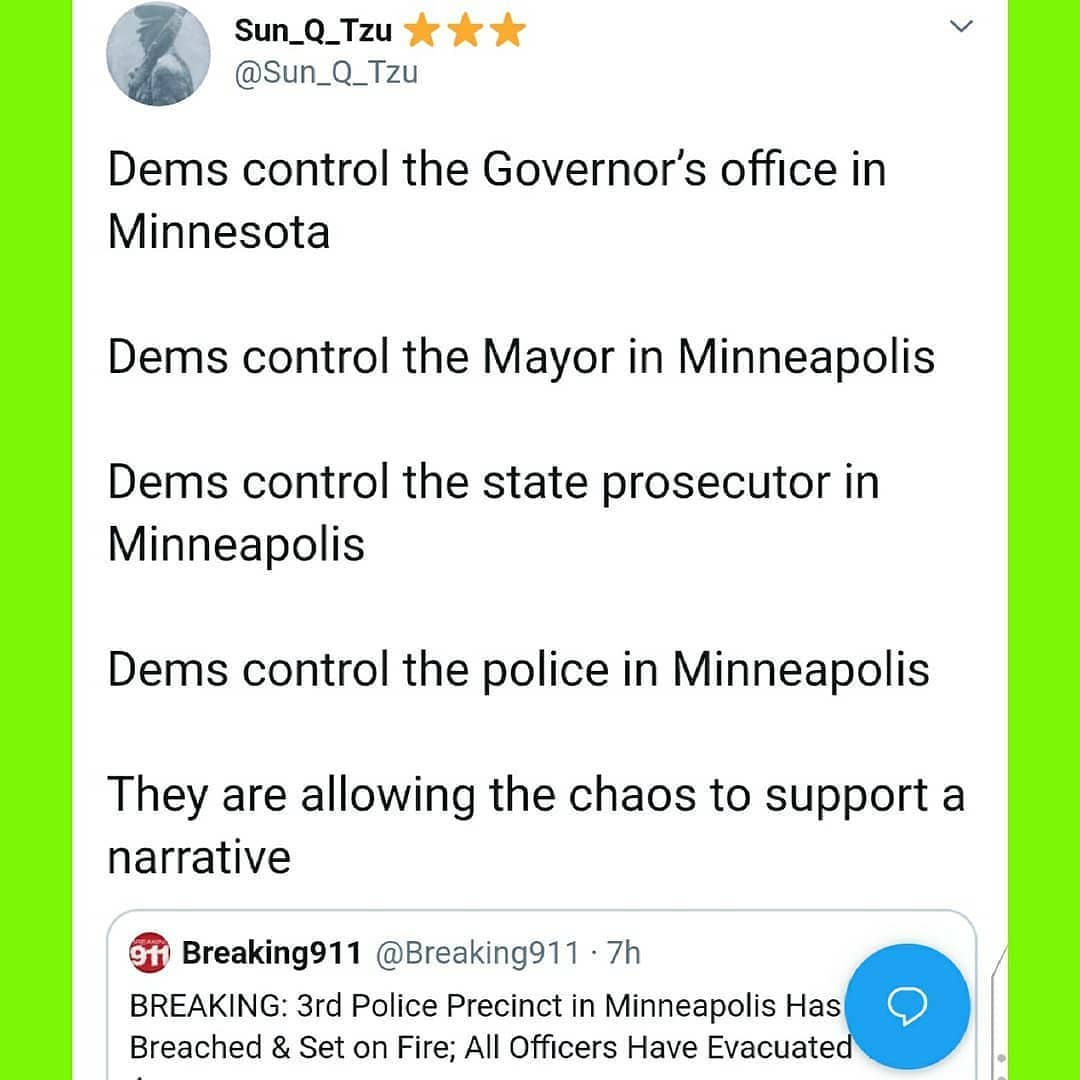 Sun_Q_Tzu ⭐⭐⭐
@Sun_Q_Tzu
Dems control the Governor’s office in
Minnesota
Dems control the Mayor in Minneapolis
Dems control the state prosecutor in
Minneapolis
Dems control the police in Minneapolis
They are allowing the chaos to support a
narrative
BREAKING 911 Breaking911 @Breaking911 · 7h
BREAKING: 3rd Police Precinct in Minneapolis Has
Breached & Set on Fire; All Officers Have Evacuated